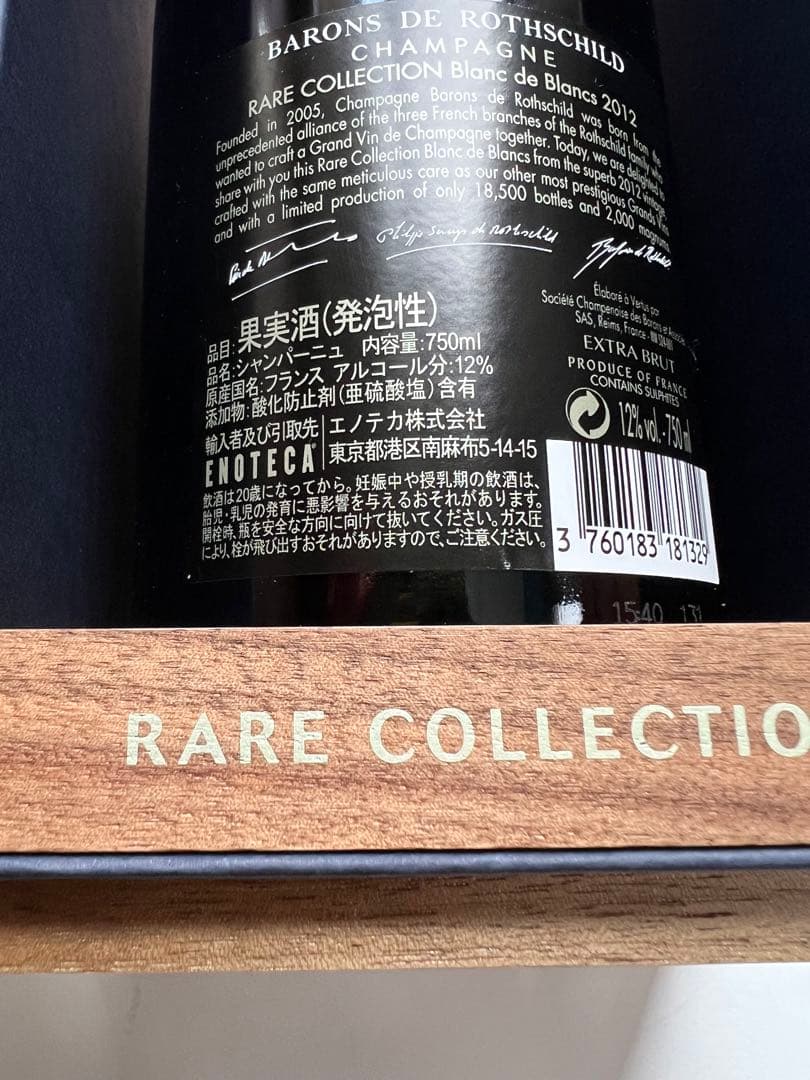 BARONS DE ROTHSCHILD
CHAMPAGNE
RARE COLLECTION Blanc de Blancs 2012
Founded in 2005, Champagne Barons de Rothschild was born from the
unprecedented alliance of the three French branches of the Rothschild family who
wanted to craft a Grand Vin de Champagne together. Today, we are delighted to
share with you this Rare Collection Blanc de Blancs from the superb 2012 vintage,
crafted with the same meticulous care as our other most prestigious Grands Vins
and with a limited production of only 18,500 bottles and 2,000 magnums.
Philippe Sereys de Rothschild
品目:果実酒(発泡性)
品名:シャンパーニュ 内容量:750ml
原産国名:フランス アルコール分:12%
添加物:酸化防止剤(亜硫酸塩)含有
輸入者及び引取先 エノテカ株式会社
ENOTECA 東京都港区南麻布5-14-15
飲酒は20歳になってから。妊娠中や授乳期の飲酒は、
胎児・乳児の発育に悪影響を与えるおそれがあります。
開栓時、瓶を安全な方向に向けて抜いてください。ガス圧
により、栓が飛び出すおそれがありますので、ご注意ください。
Élaboré à Vertus par
Société Champenoise des Barons et Associés
SAS, Reims, France
EXTRA BRUT
PRODUCE OF FRANCE
CONTAINS SULPHITES
12% vol. - 750 ml
3 760183 181329
15:40 131
RARE COLLECTIO